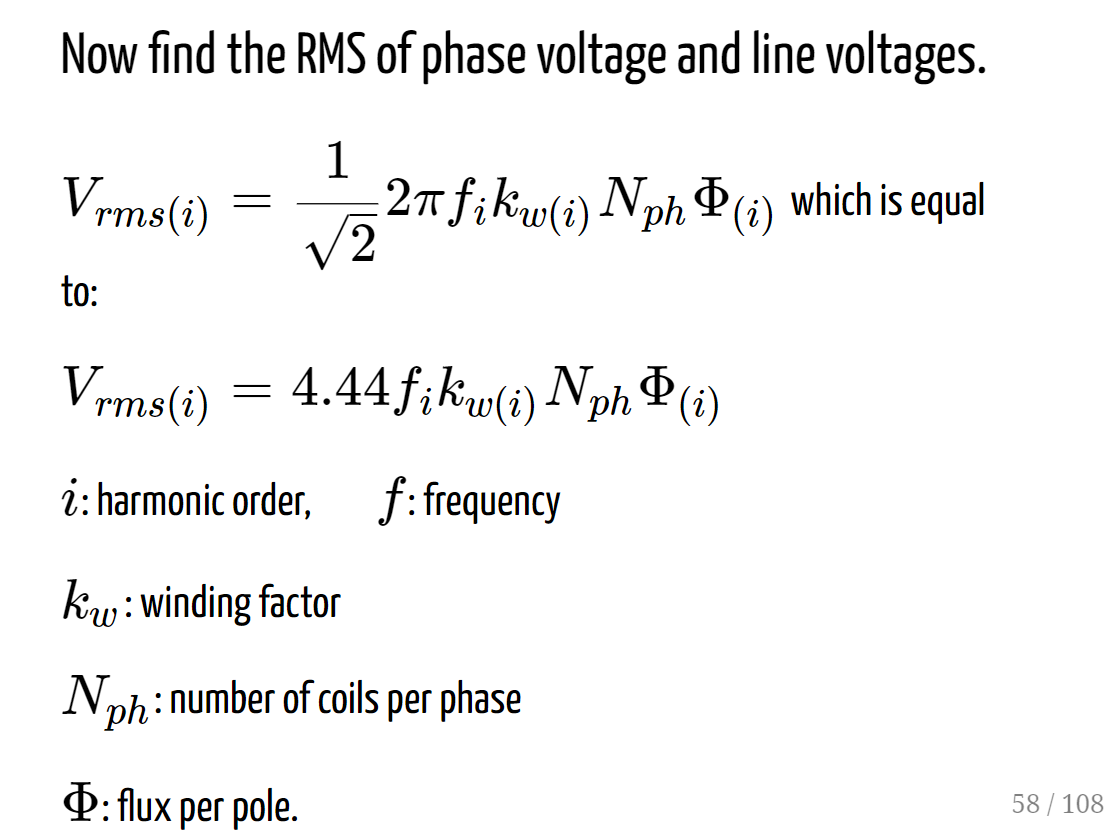 Now find the RMS of phase voltage and line voltages.
$V_{rms(i)} = \frac{1}{\sqrt{2}} 2\pi f_i k_{w(i)} N_{ph} \Phi_{(i)}$ which is equal
to:
$V_{rms(i)} = 4.44 f_i k_{w(i)} N_{ph} \Phi_{(i)}$
$i$: harmonic order, $f$: frequency
$k_w$: winding factor
$N_{ph}$: number of coils per phase
$\Phi$: flux per pole.
58 / 108